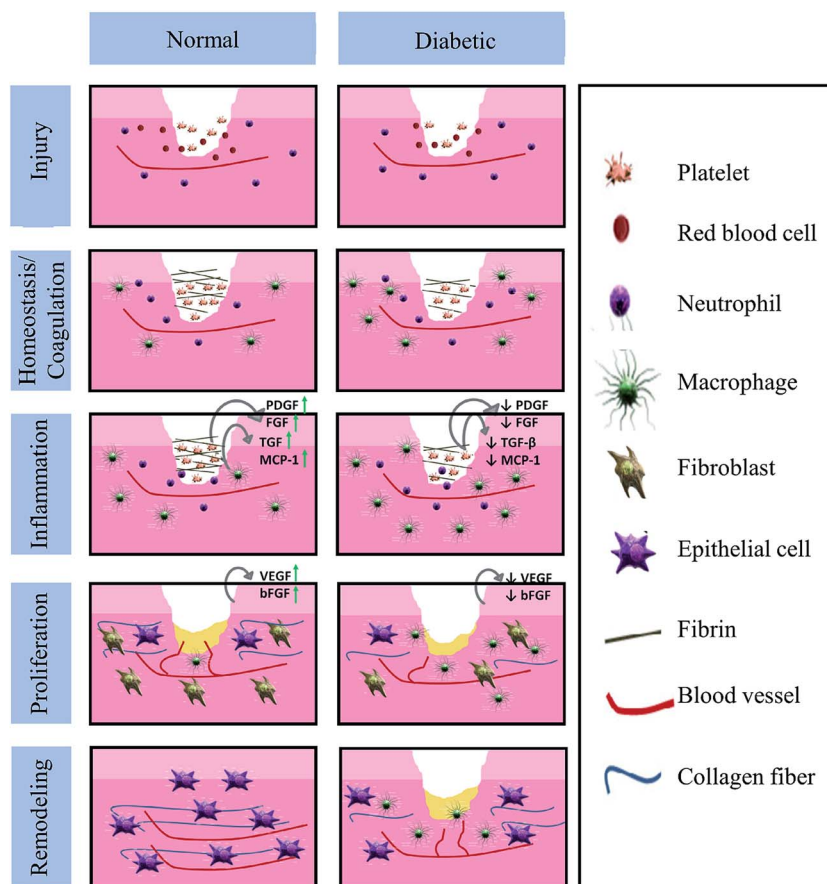 Normal
Diabetic
Injury
Homeostasis/
Coagulation
Inflammation
PDGF ↑
FGF ↑
TGF ↑
MCP-1 ↑
↓ PDGF
↓ FGF
↓ TGF-β
↓ MCP-1
Proliferation
VEGF ↑
bFGF ↑
↓ VEGF
↓ bFGF
Remodeling
Platelet
Red blood cell
Neutrophil
Macrophage
Fibroblast
Epithelial cell
Fibrin
Blood vessel
Collagen fiber